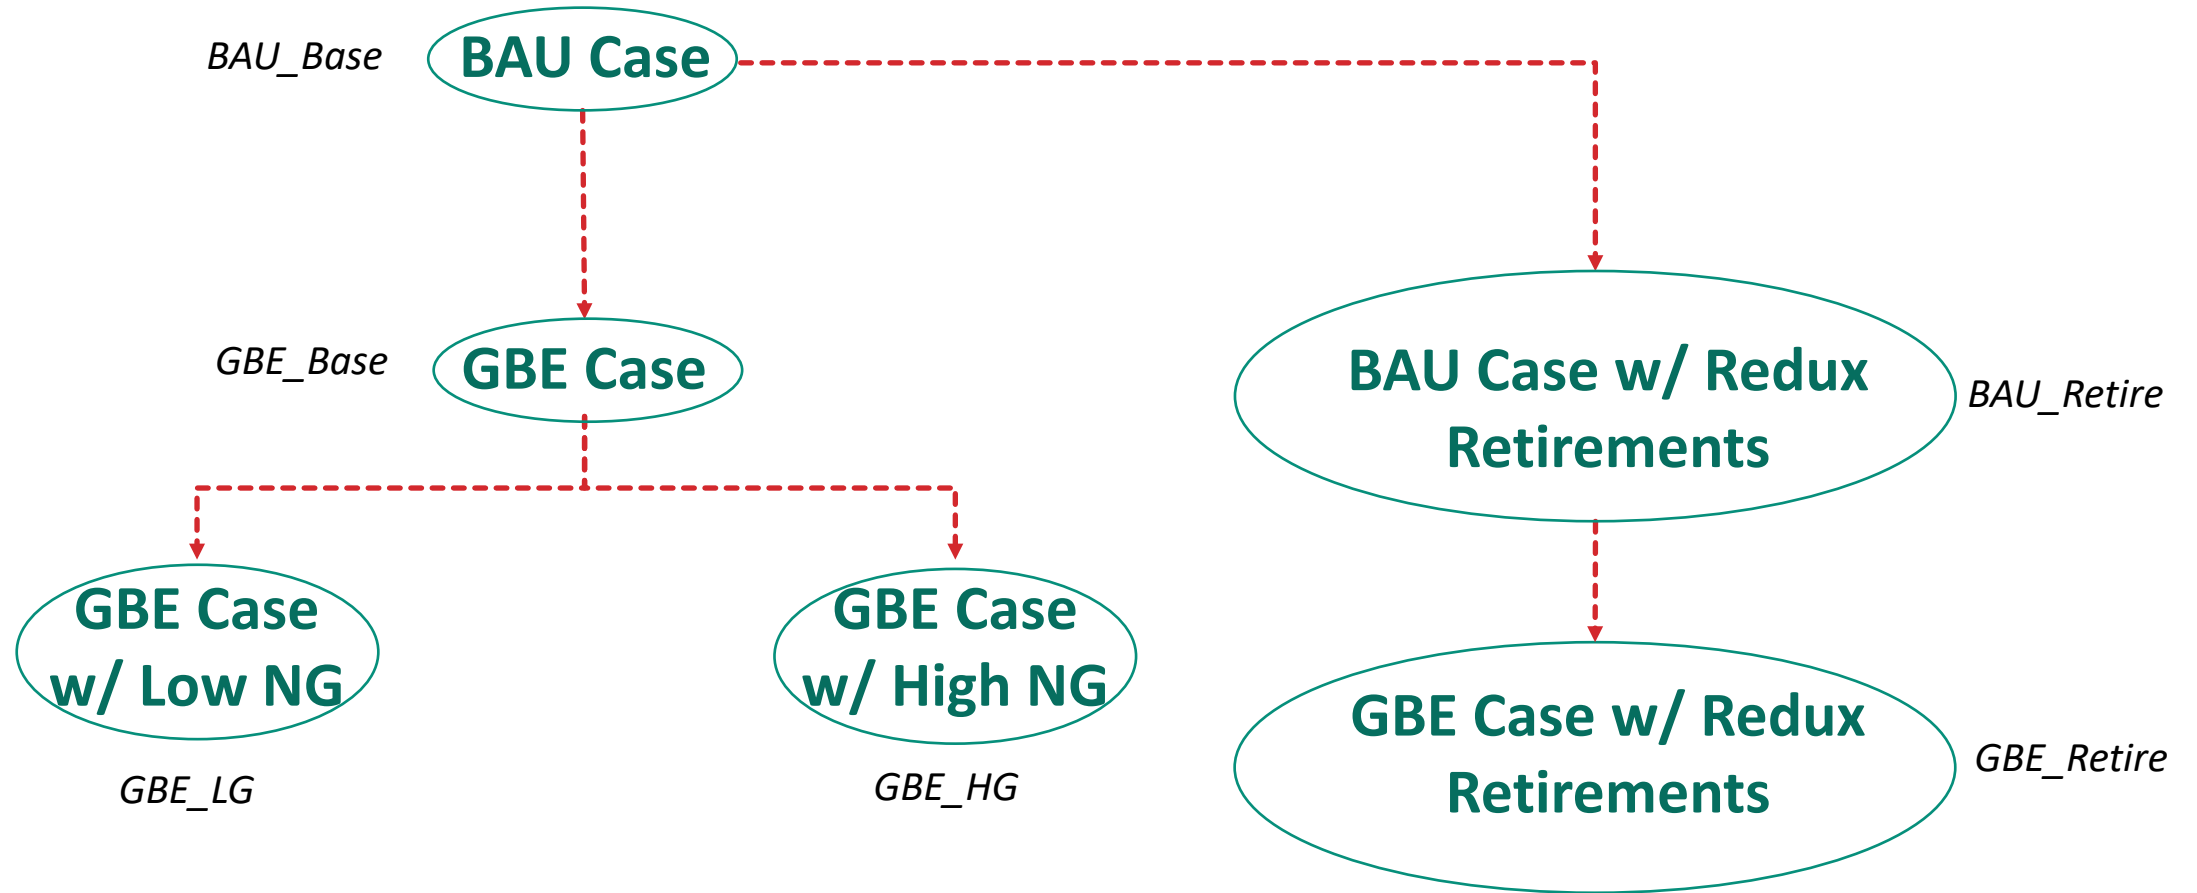 BAU_Base
BAU Case
GBE_Base
GBE Case
BAU Case w/ Redux
Retirements
BAU_Retire
GBE Case
w/ Low NG
GBE_LG
GBE Case
w/ High NG
GBE_HG
GBE Case w/ Redux
Retirements
GBE_Retire